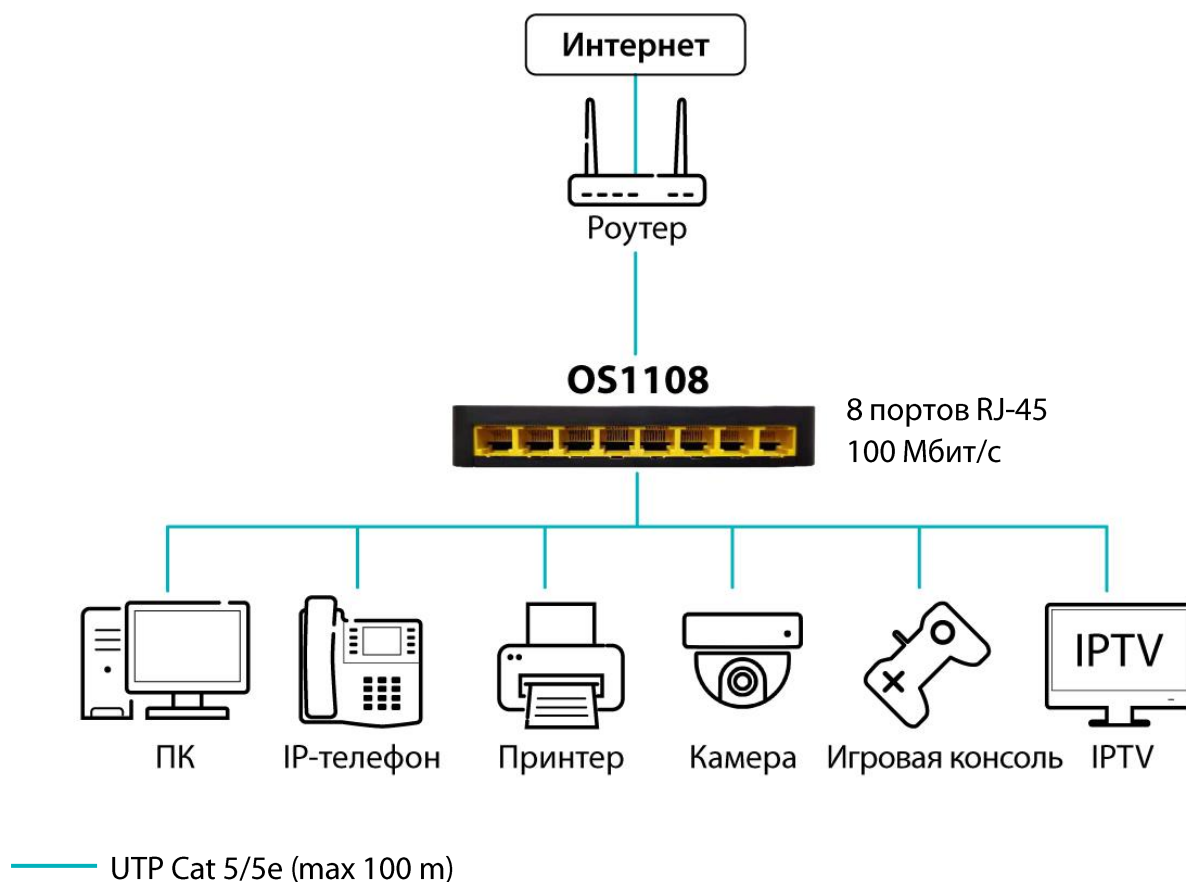 Интернет
Роутер
OS1108
8 портов RJ-45
100 Мбит/с
IPTV
ПК
IP-телефон
Принтер
Камера
Игровая консоль
IPTV
UTP Cat 5/5e (max 100 m)